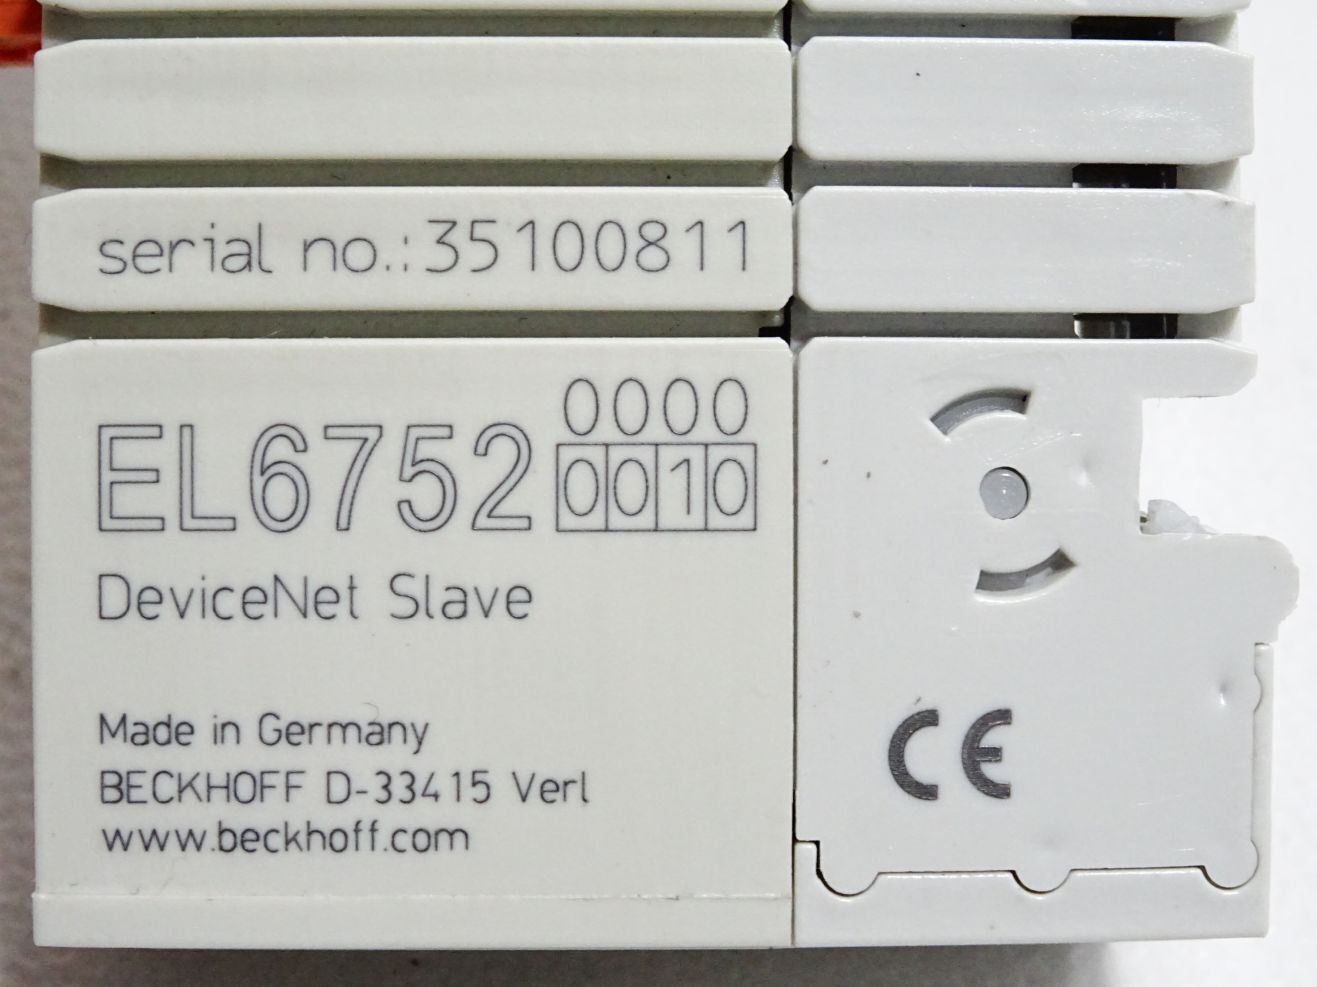 serial no.:35100811
0000
EL6752 0010
DeviceNet Slave
Made in Germany
BECKHOFF D-33415 Verl
www.beckhoff.com
CE